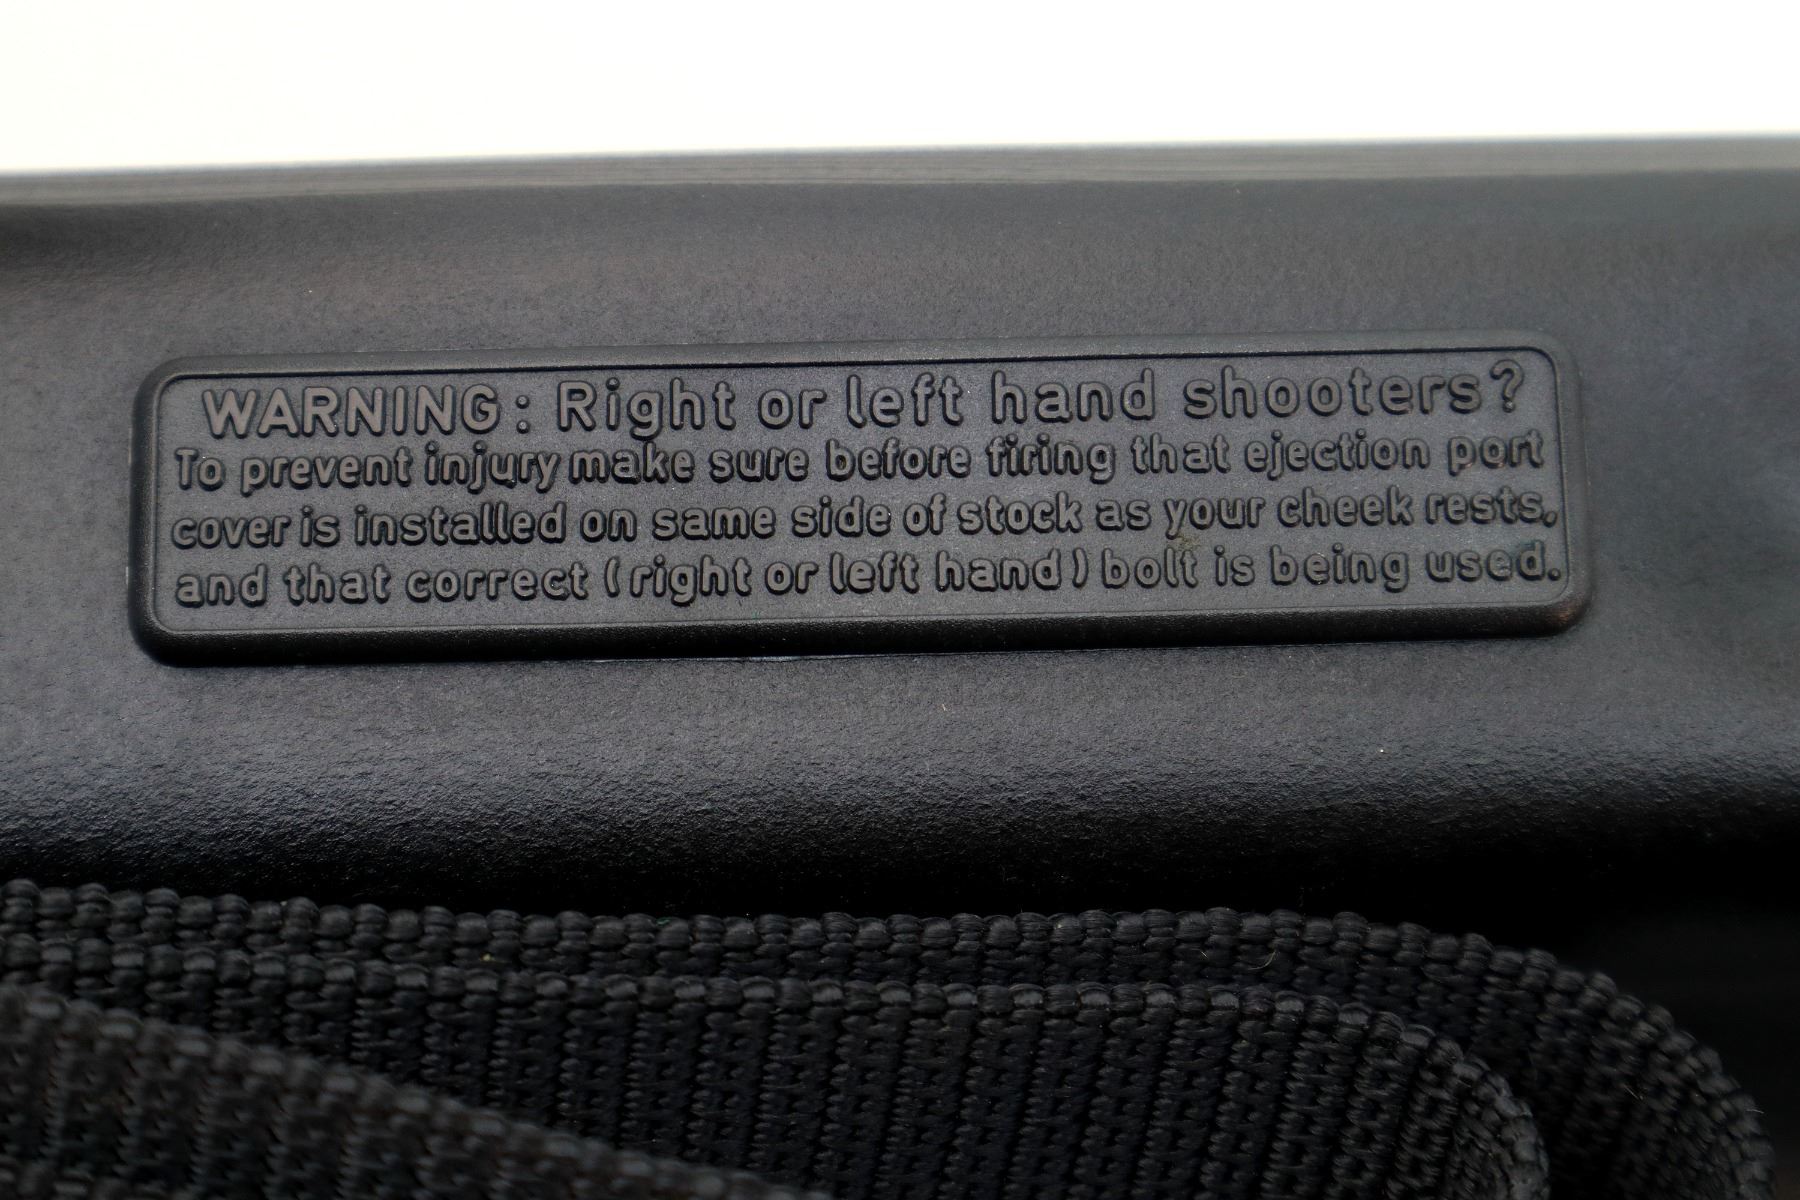 WARNING: Right or left hand shooters?
To prevent injury make sure before firing that ejection port
cover is installed on same side of stock as your cheek rests,
and that correct (right or left hand) bolt is being used.